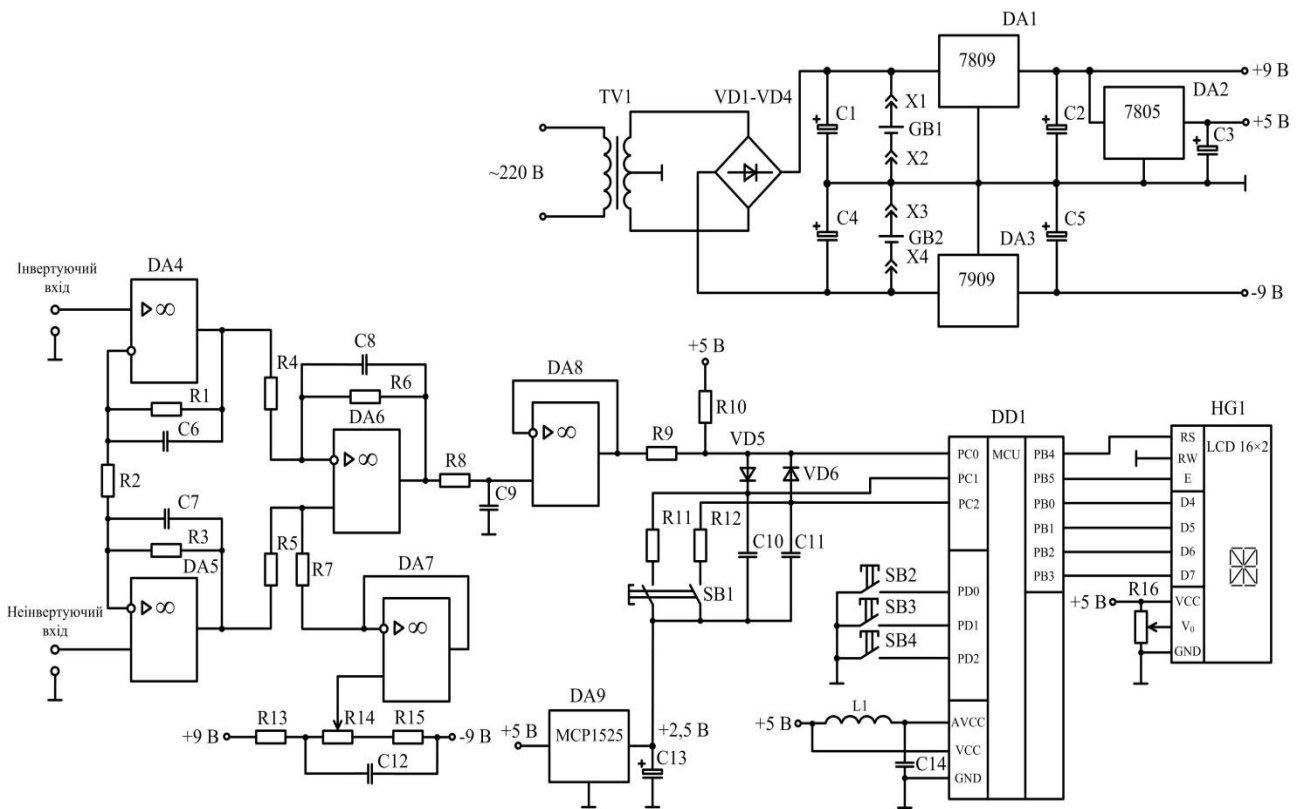 DA1
7809
+9 В
DA2
7805
+5 В
C3
TV1
VD1-VD4
C1
X1
GB1
X2
C2
~220 В
C4
X3
GB2
X4
DA3
7909
C5
-9 В
Інвертуючий
вхід
DA4
▷∞
R1
C6
R2
C7
R3
DA5
▷∞
Неінвертуючий
вхід
R4
R5
R7
C8
R6
DA6
▷∞
R8
C9
DA7
▷∞
+9 В
R13
R14
R15
-9 В
C12
DA8
▷∞
R9
+5 В
R10
VD5
VD6
R11
R12
C10
C11
SB1
DA9
+5 В
MCP1525
+2,5 В
C13
SB2
SB3
SB4
+5 В
L1
C14
DD1
MCU
PC0
PC1
PC2
PD0
PD1
PD2
AVCC
VCC
GND
PB4
PB5
PB0
PB1
PB2
PB3
HG1
LCD 16×2
RS
RW
E
D4
D5
D6
D7
VCC
V₀
GND
+5 В
R16